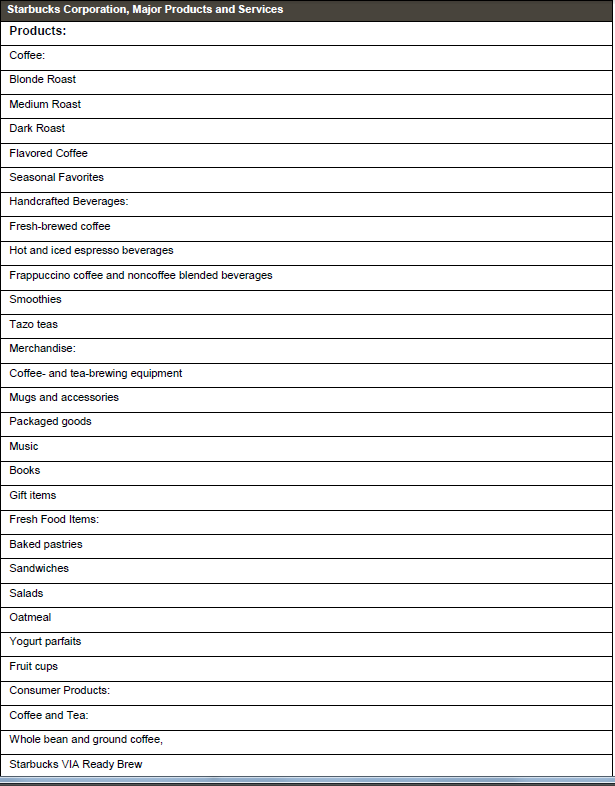 Starbucks Corporation, Major Products and Services
Products:
Coffee:
Blonde Roast
Medium Roast
Dark Roast
Flavored Coffee
Seasonal Favorites
Handcrafted Beverages:
Fresh-brewed coffee
Hot and iced espresso beverages
Frappuccino coffee and noncoffee blended beverages
Smoothies
Tazo teas
Merchandise:
Coffee- and tea-brewing equipment
Mugs and accessories
Packaged goods
Music
Books
Gift items
Fresh Food Items:
Baked pastries
Sandwiches
Salads
Oatmeal
Yogurt parfaits
Fruit cups
Consumer Products:
Coffee and Tea:
Whole bean and ground coffee,
Starbucks VIA Ready Brew